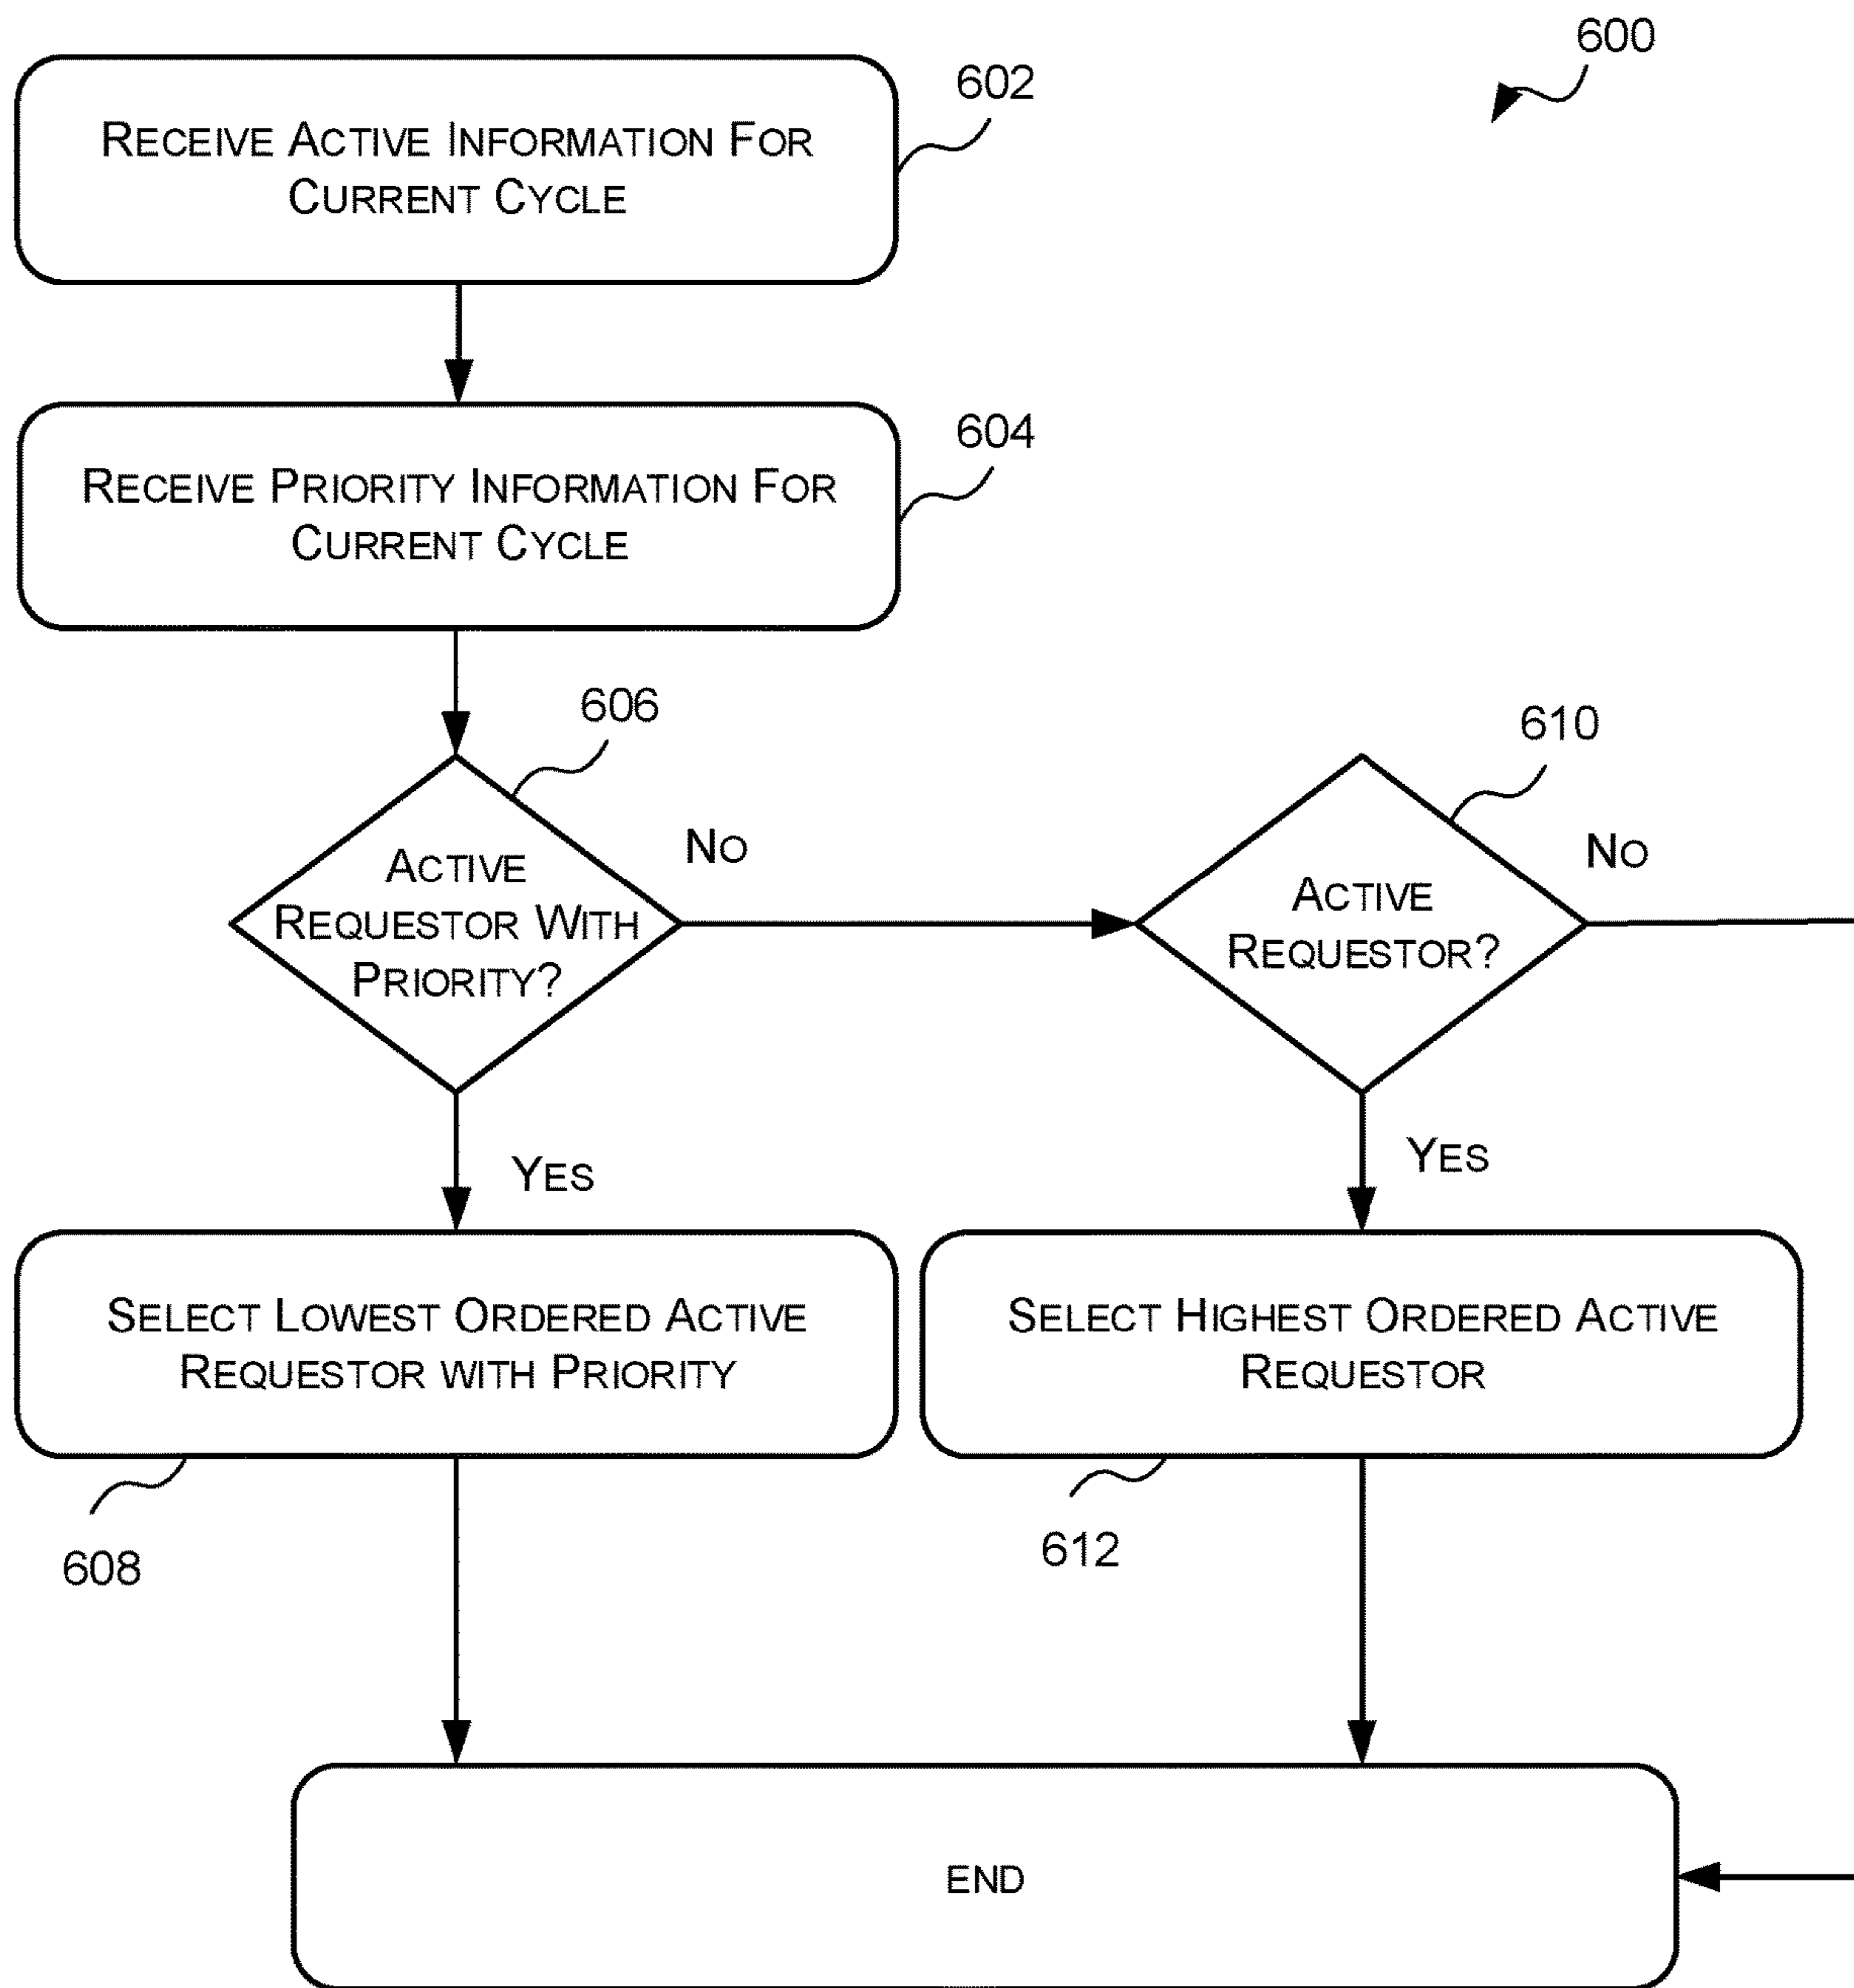 600
602
Receive Active Information For
Current Cycle
604
Receive Priority Information For
Current Cycle
606
610
No
No
Active
Requestor With
Priority?
Active
Requestor?
Yes
Yes
Select Lowest Ordered Active
Requestor with Priority
Select Highest Ordered Active
Requestor
608
612
END